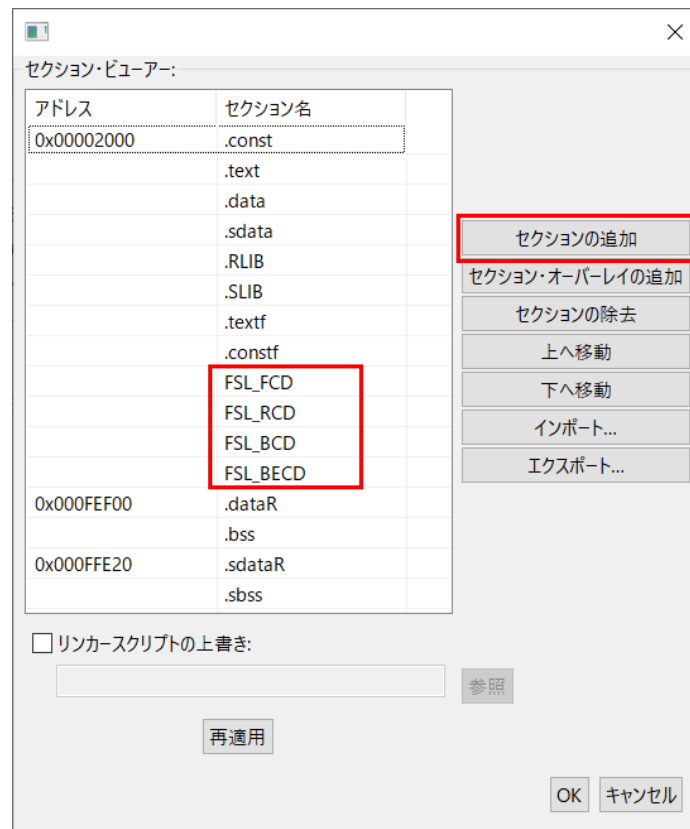 セクション・ビューアー:
アドレス セクション名
0x00002000 .const
.text
.data
.sdata
.RLIB
.SLIB
.textf
.constf
FSL_FCD
FSL_RCD
FSL_BCD
FSL_BECD
0x000FEF00 .dataR
.bss
0x000FFE20 .sdataR
.sbss
セクションの追加
セクション・オーバーレイの追加
セクションの除去
上へ移動
下へ移動
インポート...
エクスポート...
リンカースクリプトの上書き:
参照
再適用
OK キャンセル